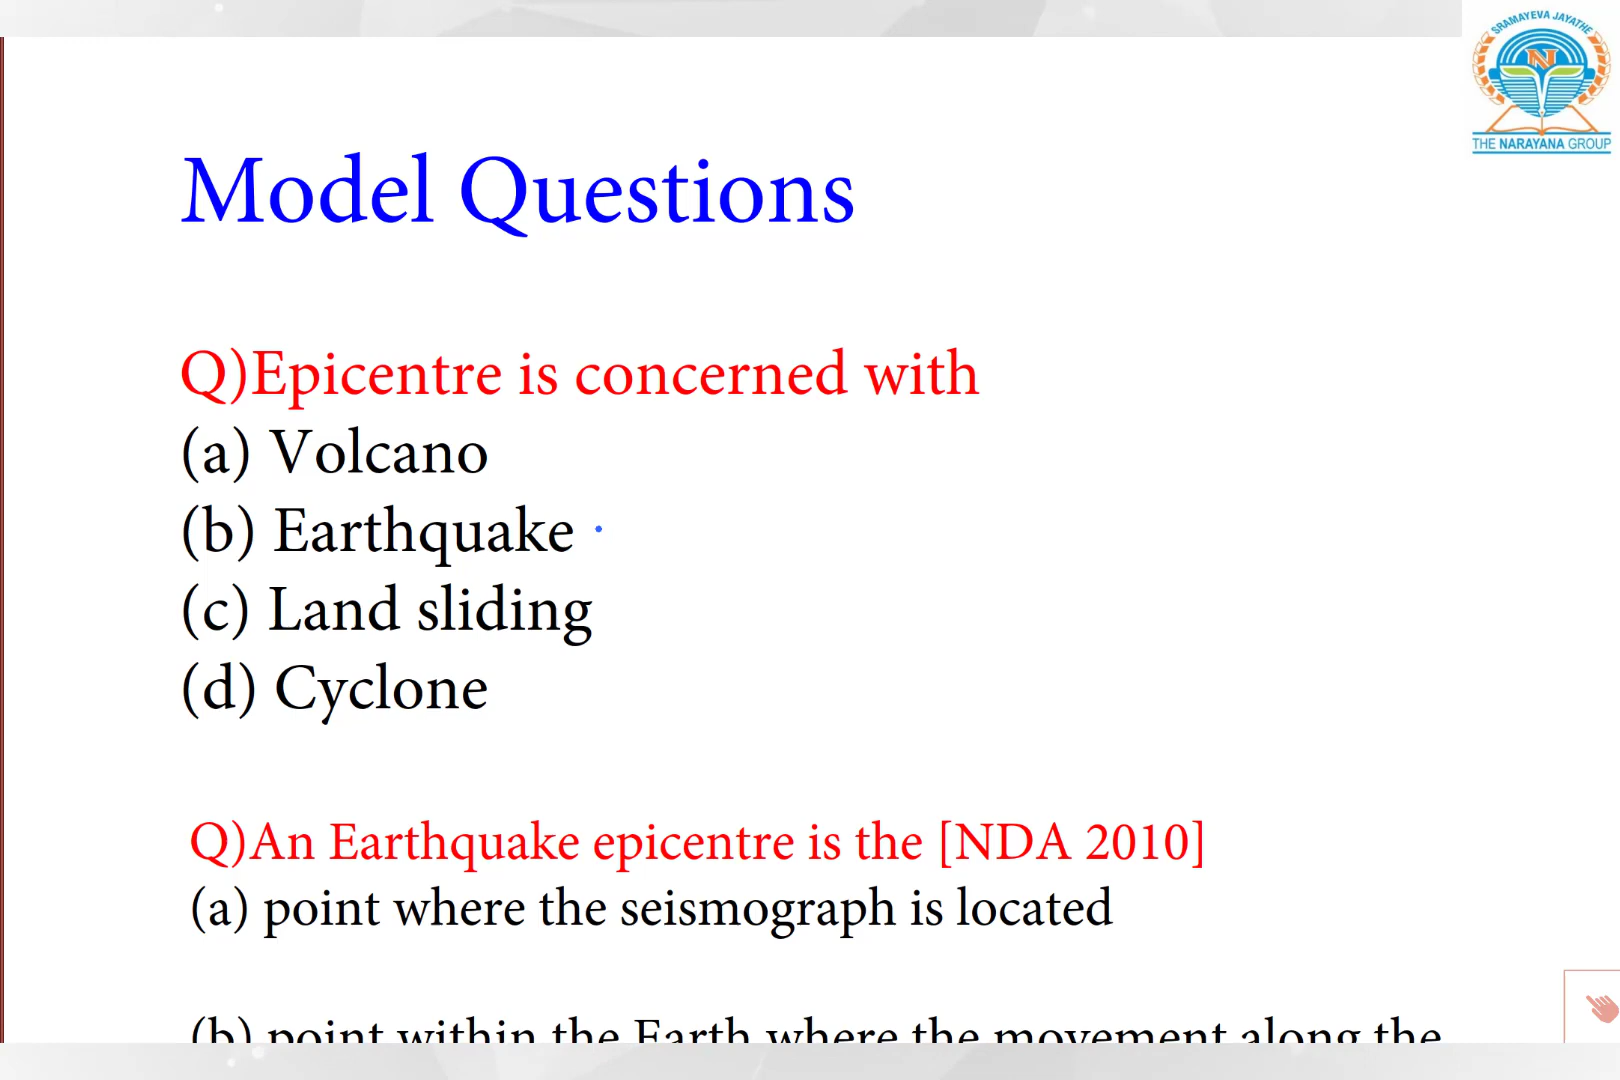 SRAMAYEVA JAYATHE
N
THE NARAYANA GROUP
Model Questions
Q)Epicentre is concerned with
(a) Volcano
(b) Earthquake
(c) Land sliding
(d) Cyclone
Q)An Earthquake epicentre is the [NDA 2010]
(a) point where the seismograph is located
(b) point within the Earth where the movement along the